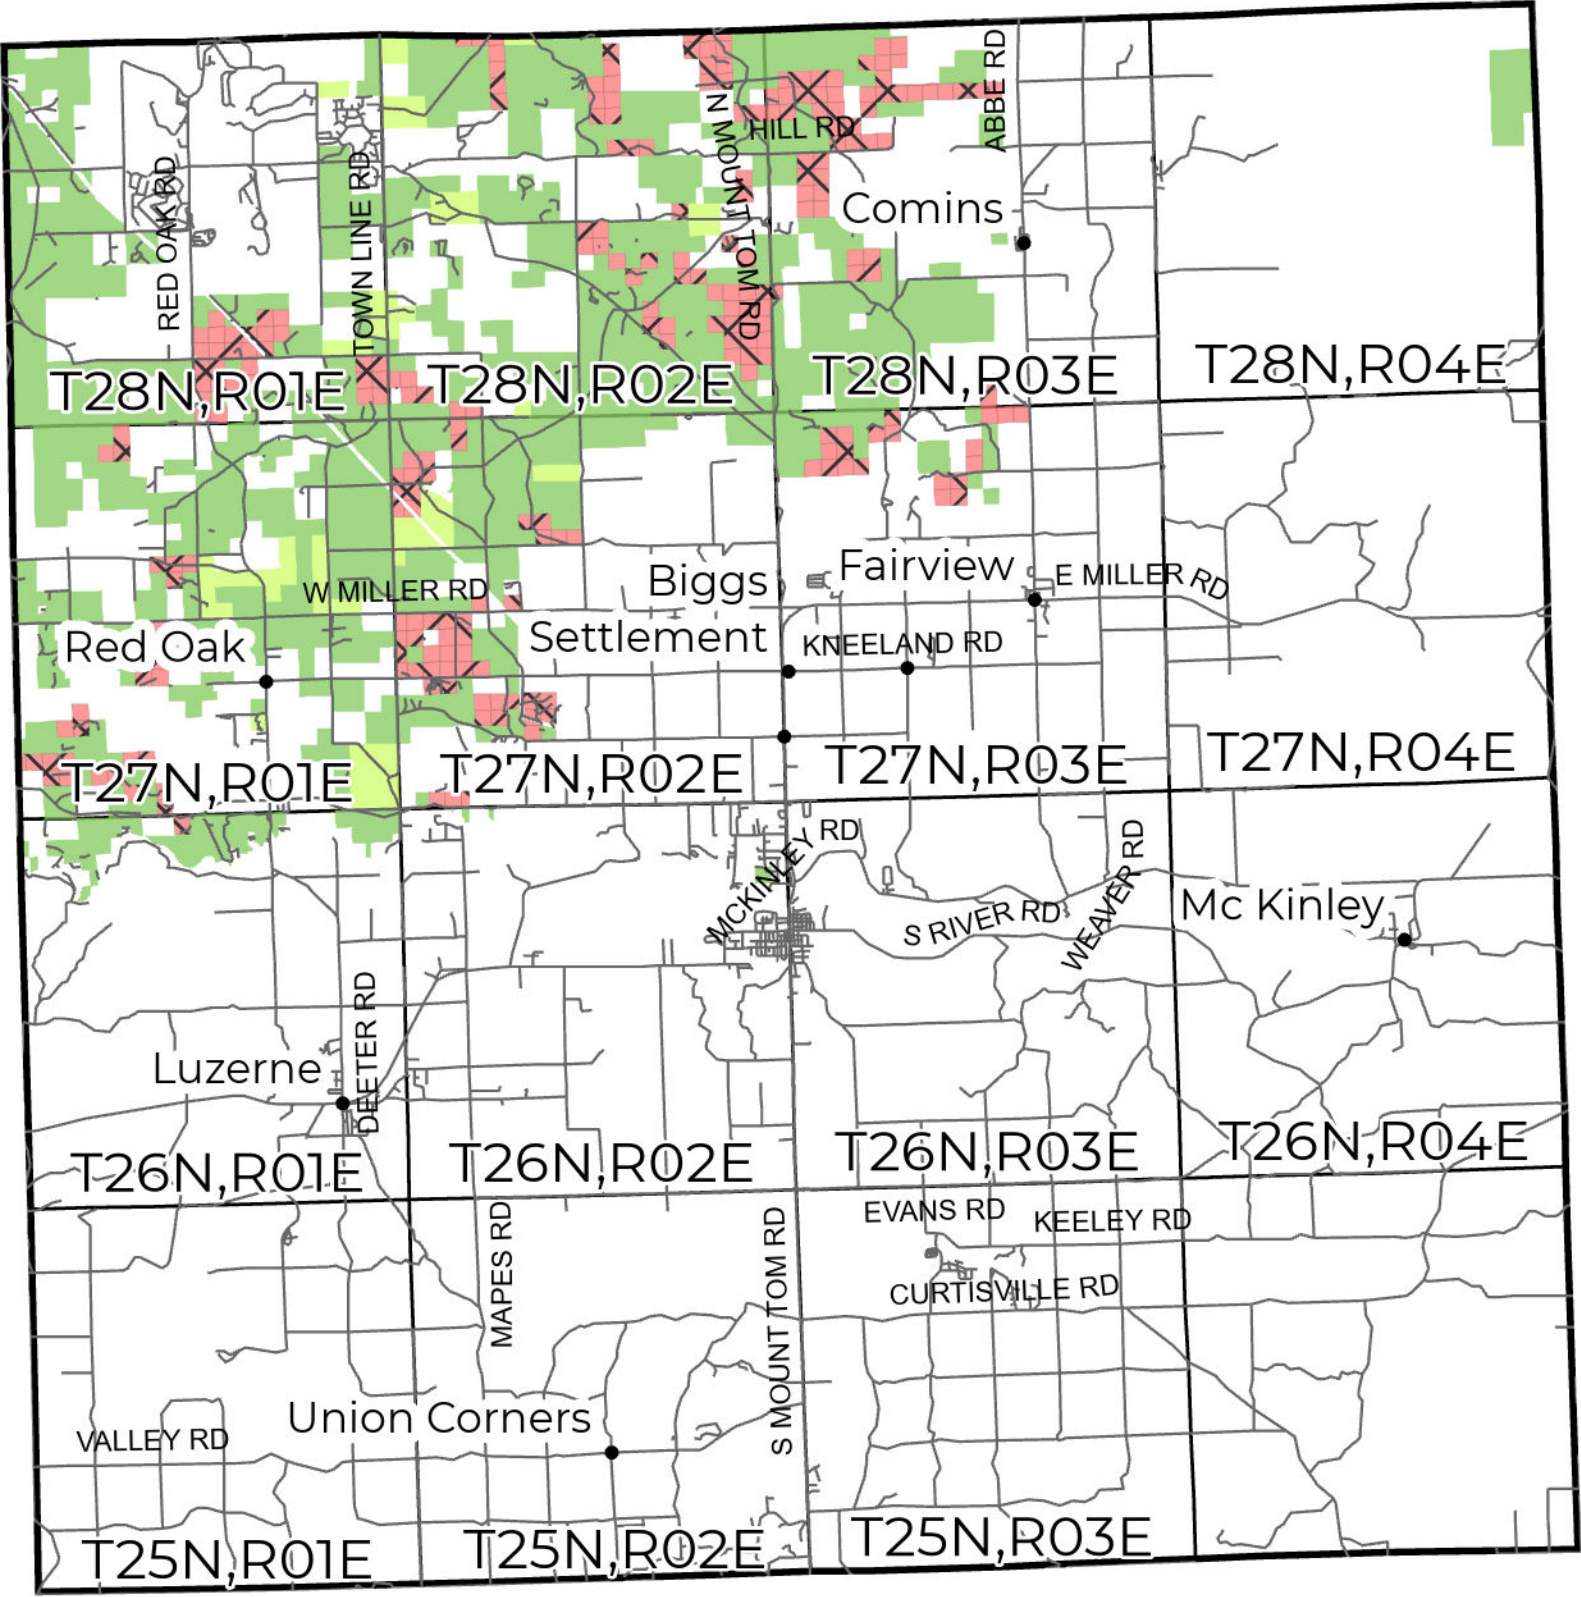 ABBE RD
N MOUNT TOM RD
HILL RD
RED OAK RD
TOWN LINE RD
Comins
T28N,R01E
T28N,R02E
T28N,R03E
T28N,R04E
W MILLER RD
Biggs
Settlement
Fairview
E MILLER RD
Red Oak
KNEELAND RD
T27N,R01E
T27N,R02E
T27N,R03E
T27N,R04E
MCKINLEY RD
S RIVER RD
WEAVER RD
Mc Kinley
DEETER RD
Luzerne
T26N,R01E
T26N,R02E
T26N,R03E
T26N,R04E
MAPES RD
S MOUNT TOM RD
EVANS RD
KEELEY RD
CURTISVILLE RD
Union Corners
VALLEY RD
T25N,R01E
T25N,R02E
T25N,R03E